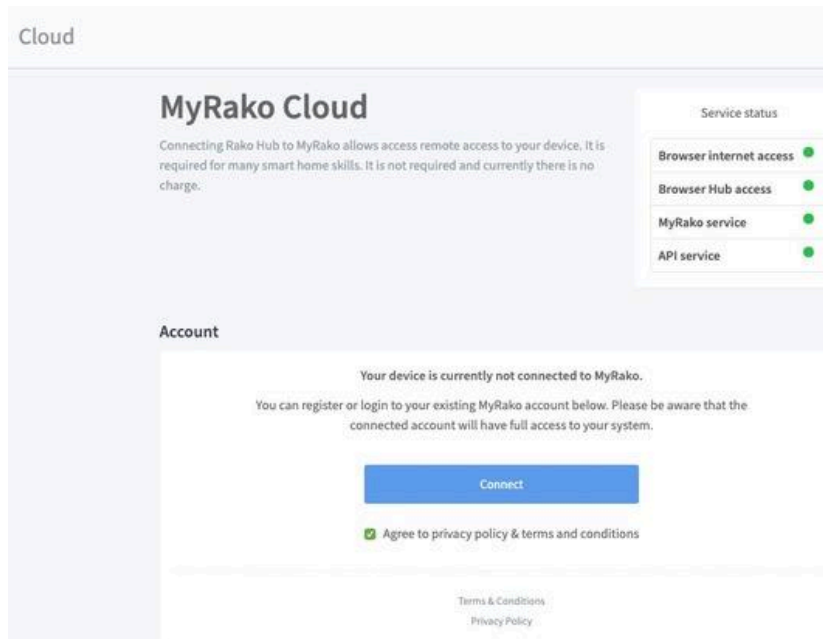 Cloud
MyRako Cloud
Connecting Rako Hub to MyRako allows access remote access to your device. It is
required for many smart home skills. It is not required and currently there is no
charge.
Service status
Browser internet access
Browser Hub access
MyRako service
API service
Account
Your device is currently not connected to MyRako.
You can register or login to your existing MyRako account below. Please be aware that the
connected account will have full access to your system.
Connect
Agree to privacy policy & terms and conditions
Terms & Conditions
Privacy Policy